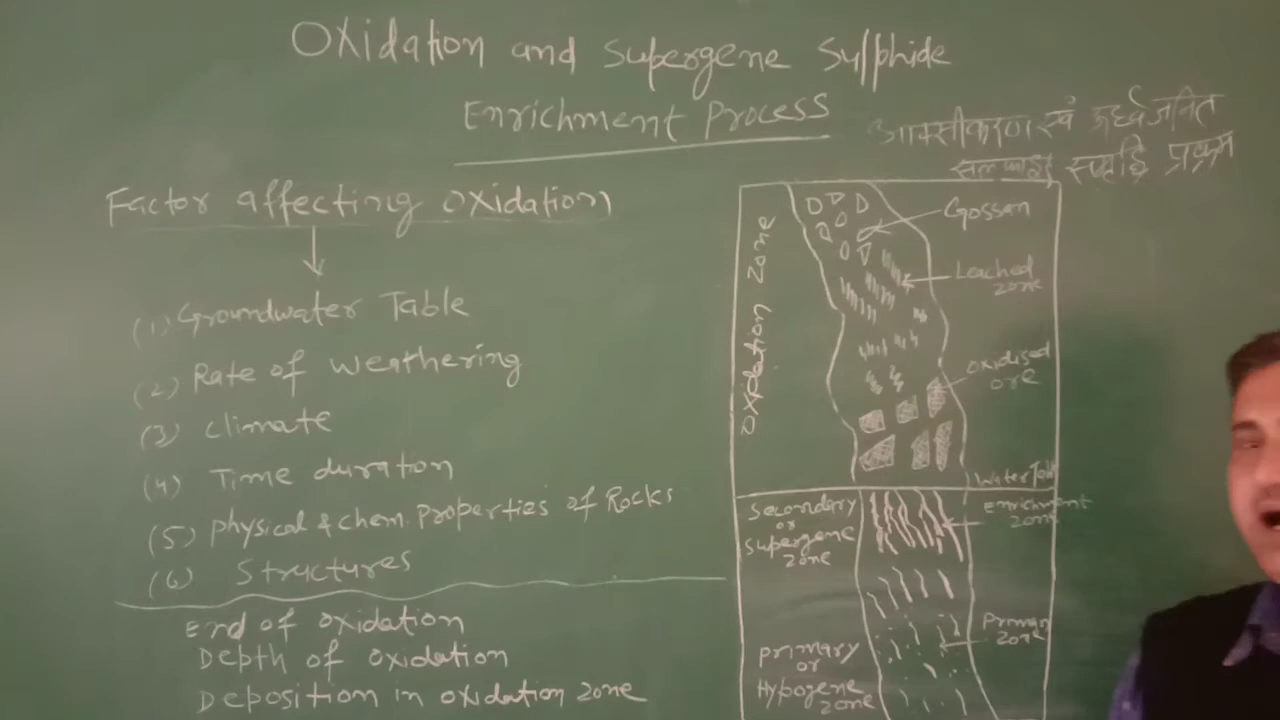 Oxidation and Supergene Sulphide
Enrichment Process
आक्सीकरण एवं ऊर्ध्वजनित
सल्फाइड समृद्धि प्रक्रम
Factor affecting Oxidation
(1) Groundwater Table
(2) Rate of Weathering
(3) Climate
(4) Time duration
(5) Physical & chem. Properties of Rocks
(6) Structures
End of Oxidation
Depth of Oxidation
Deposition in Oxidation zone
Oxidation Zone
Gossan
Leached
zone
Oxidised
ore
Water Table
Secondary
or
Supergene
zone
Enrichment
zone
Primary
zone
Primary
or
Hypogene
zone